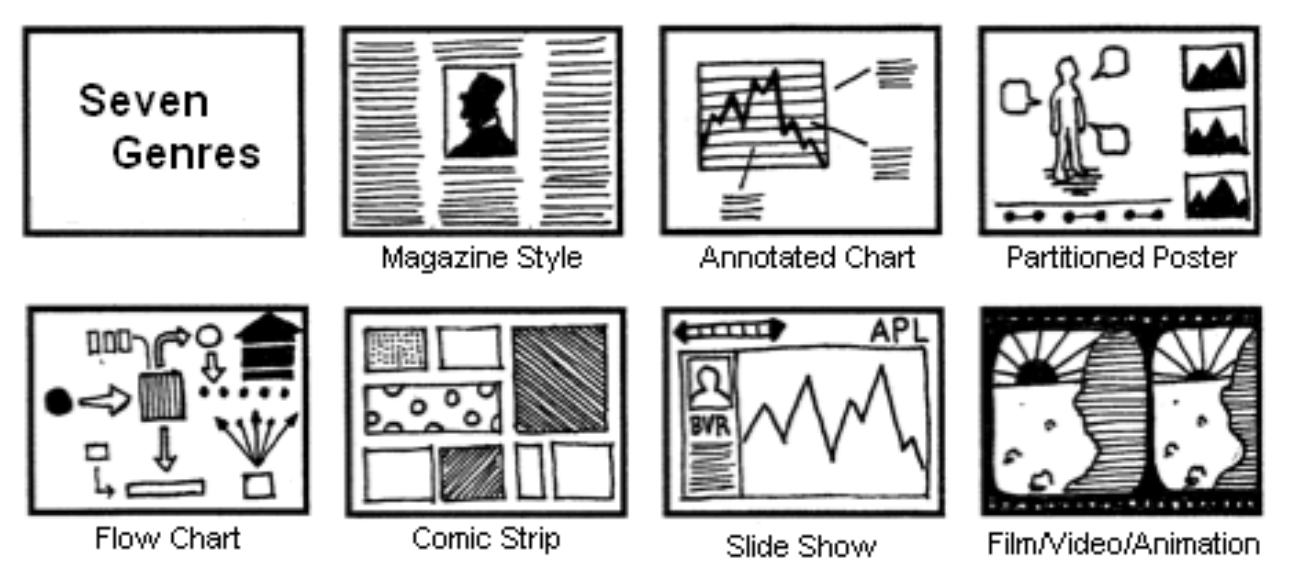 Seven
Genres
Magazine Style
Annotated Chart
Partitioned Poster
APL
BVR
Flow Chart
Comic Strip
Slide Show
Film/Video/Animation